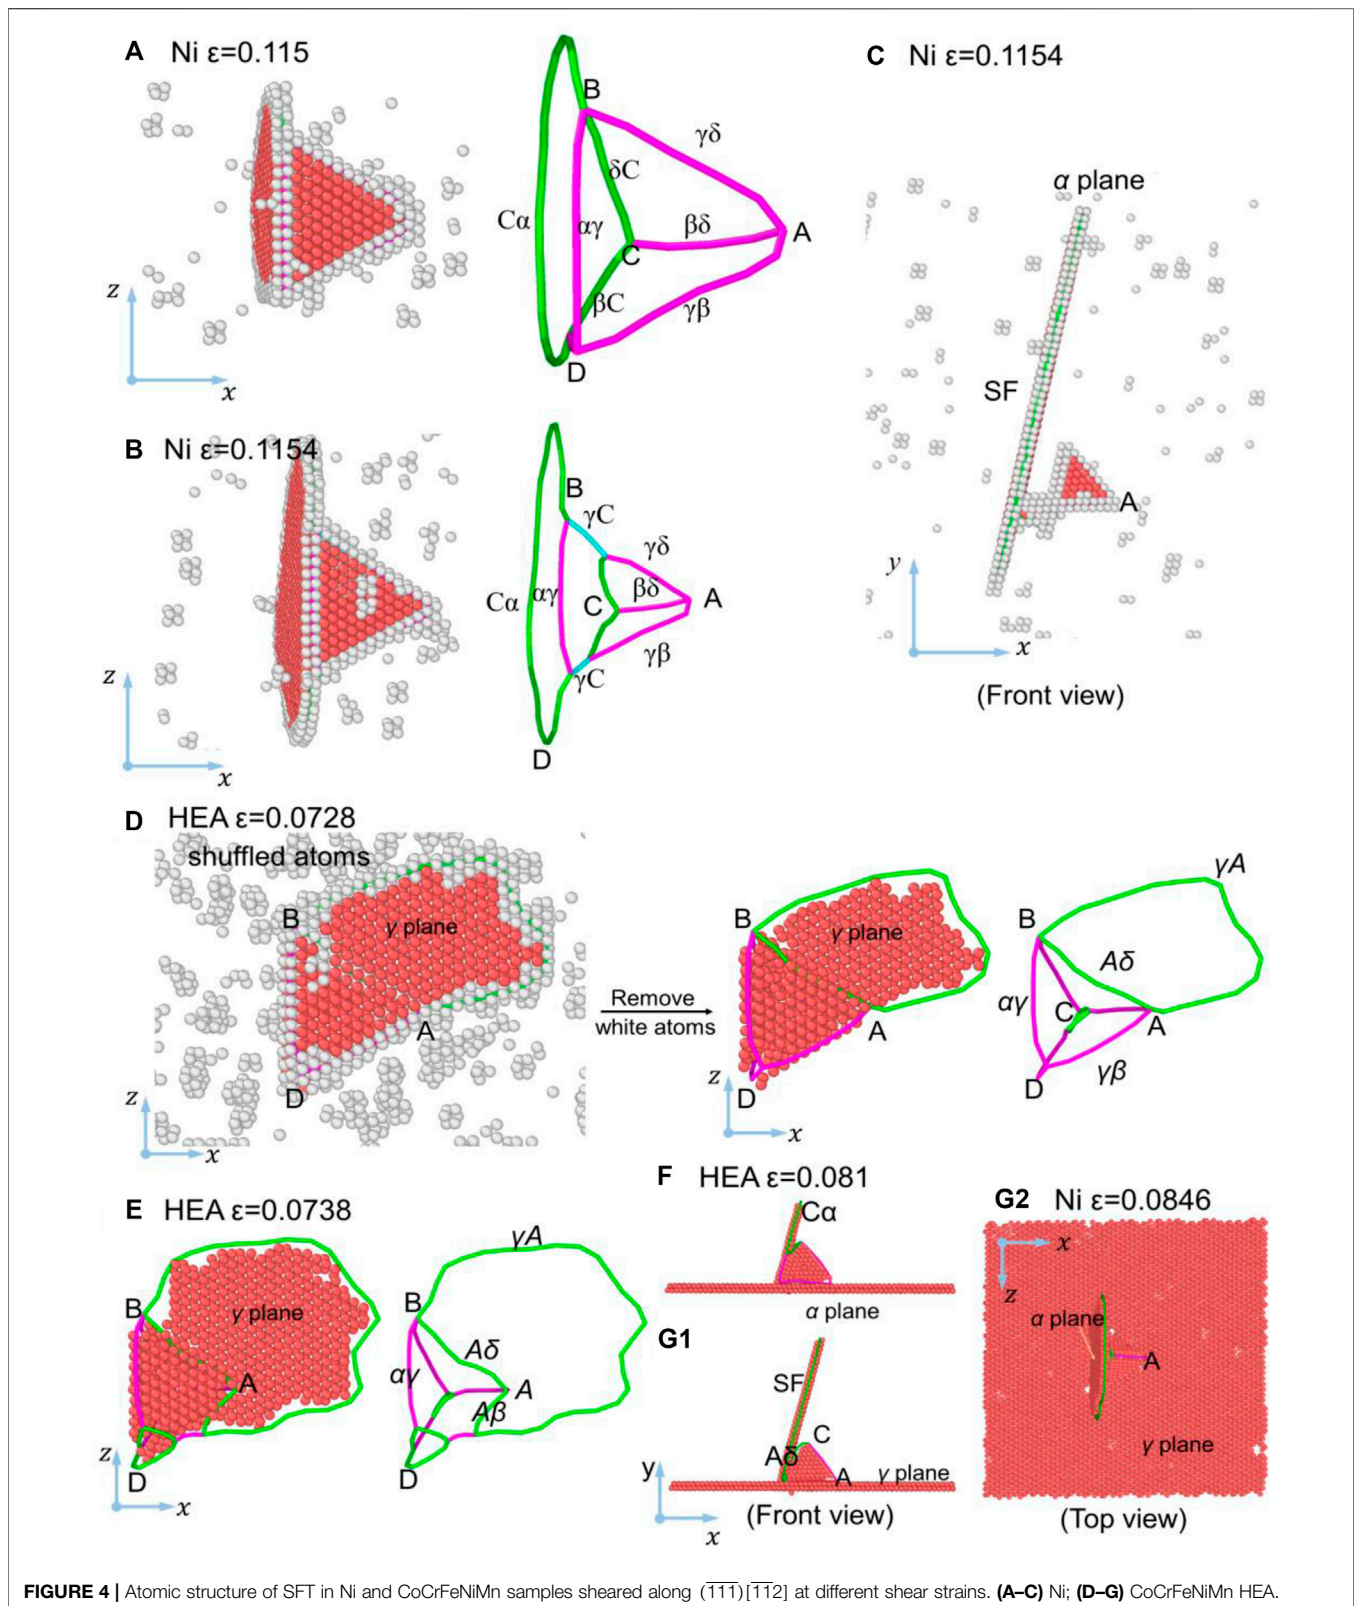 A Ni ε=0.115
B
γδ
δC
Cα
αγ
βδ
A
C
βC
γβ
D
z
x
C Ni ε=0.1154
α plane
SF
A
y
x
(Front view)
B Ni ε=0.1154
B
γC
γδ
Cα
αγ
βδ
C
A
γβ
γC
D
z
x
D HEA ε=0.0728
shuffled atoms
B
γ plane
A
D
z
x
Remove
white atoms
B
γ plane
A
D
z
x
γA
B
Aδ
αγ
C
A
γβ
D
E HEA ε=0.0738
B
γ plane
A
D
z
x
γA
B
Aδ
αγ
A
Aβ
D
F HEA ε=0.081
Cα
α plane
G1
SF
C
Aδ
A
γ plane
y
x
(Front view)
G2 Ni ε=0.0846
x
z
α plane
A
γ plane
(Top view)
FIGURE 4 | Atomic structure of SFT in Ni and CoCrFeNiMn samples sheared along (1̅1̅1̅)[1̅1̅2] at different shear strains. (A–C) Ni; (D–G) CoCrFeNiMn HEA.